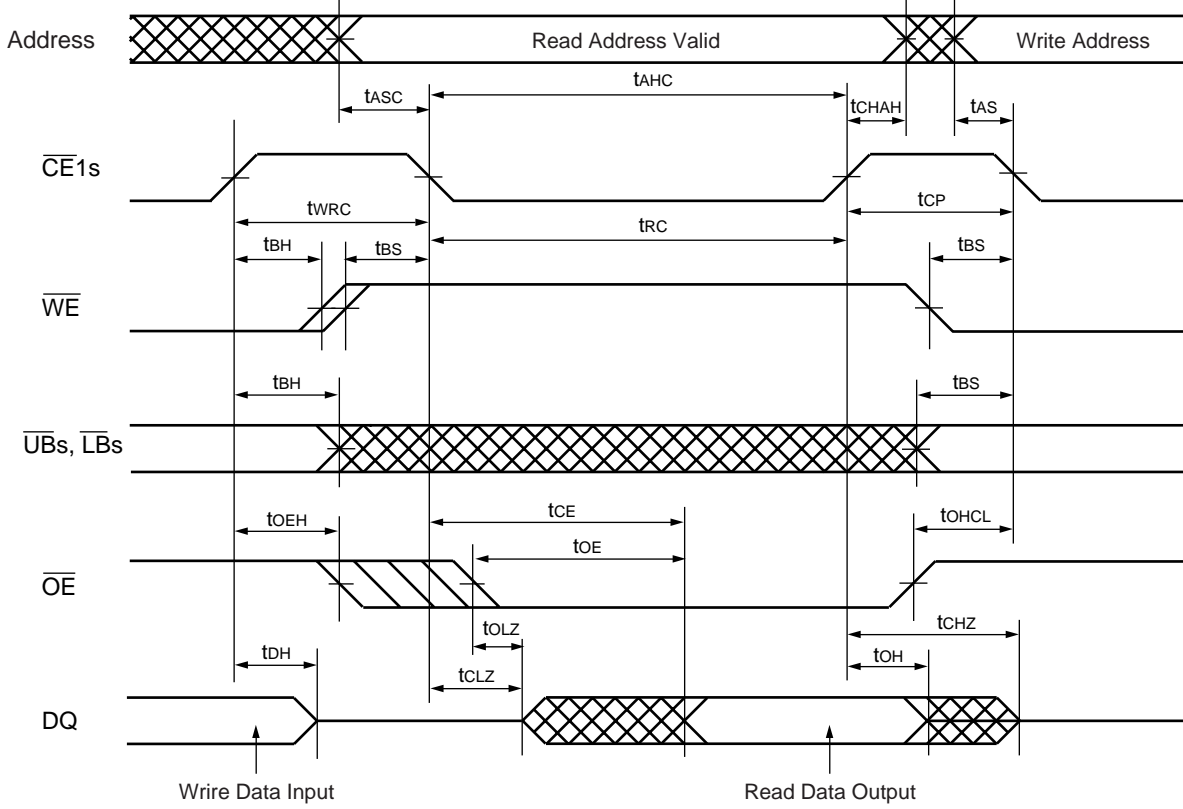 Address
Read Address Valid
Write Address
tASC
tAHC
tCHAH
tAS
CE1s
tWRC
tRC
tCP
tBH
tBS
tBS
WE
tBH
tBS
UBs, LBs
tOEH
tCE
tOHCL
tOE
OE
tOLZ
tCHZ
tDH
tCLZ
tOH
DQ
Wrire Data Input
Read Data Output